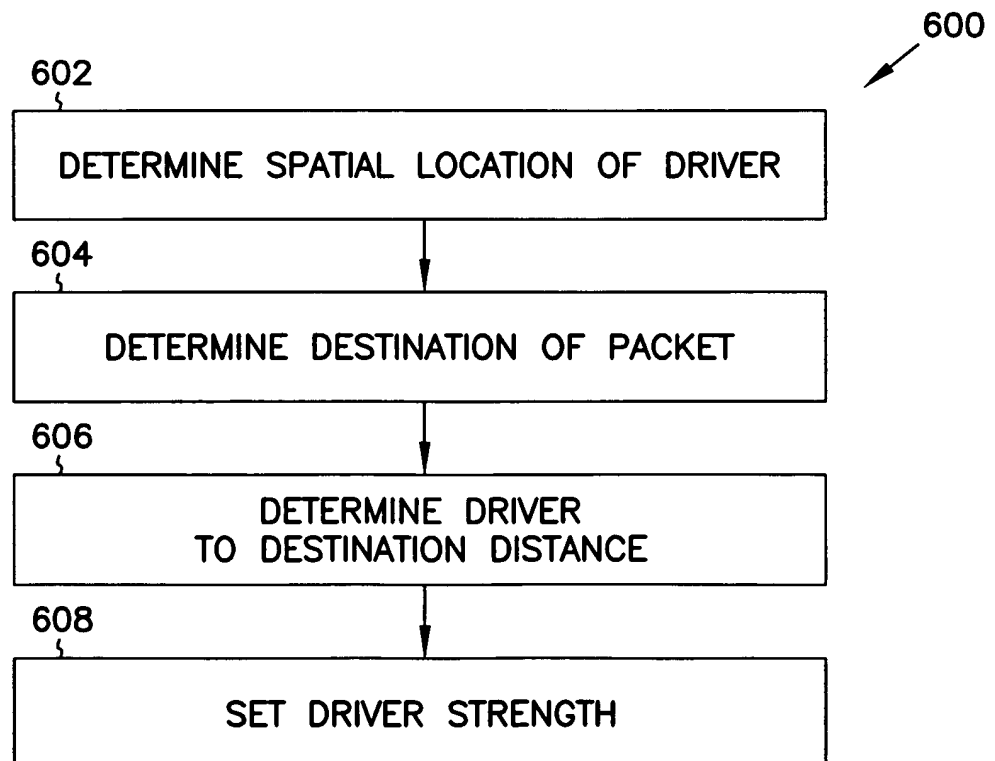 600
602
DETERMINE SPATIAL LOCATION OF DRIVER
604
DETERMINE DESTINATION OF PACKET
606
DETERMINE DRIVER
TO DESTINATION DISTANCE
608
SET DRIVER STRENGTH